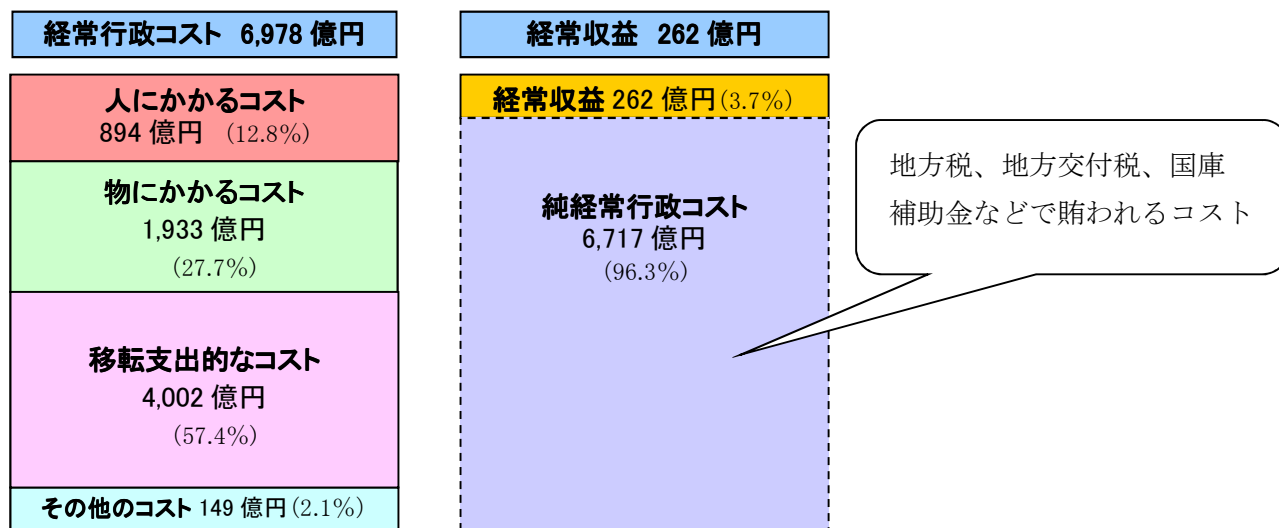 経常行政コスト 6,978 億円
人にかかるコスト
894 億円 (12.8%)
物にかかるコスト
1,933 億円
(27.7%)
移転支出的なコスト
4,002 億円
(57.4%)
その他のコスト 149 億円(2.1%)
経常収益 262 億円
経常収益 262 億円(3.7%)
純経常行政コスト
6,717 億円
(96.3%)
地方税、地方交付税、国庫
補助金などで賄われるコスト